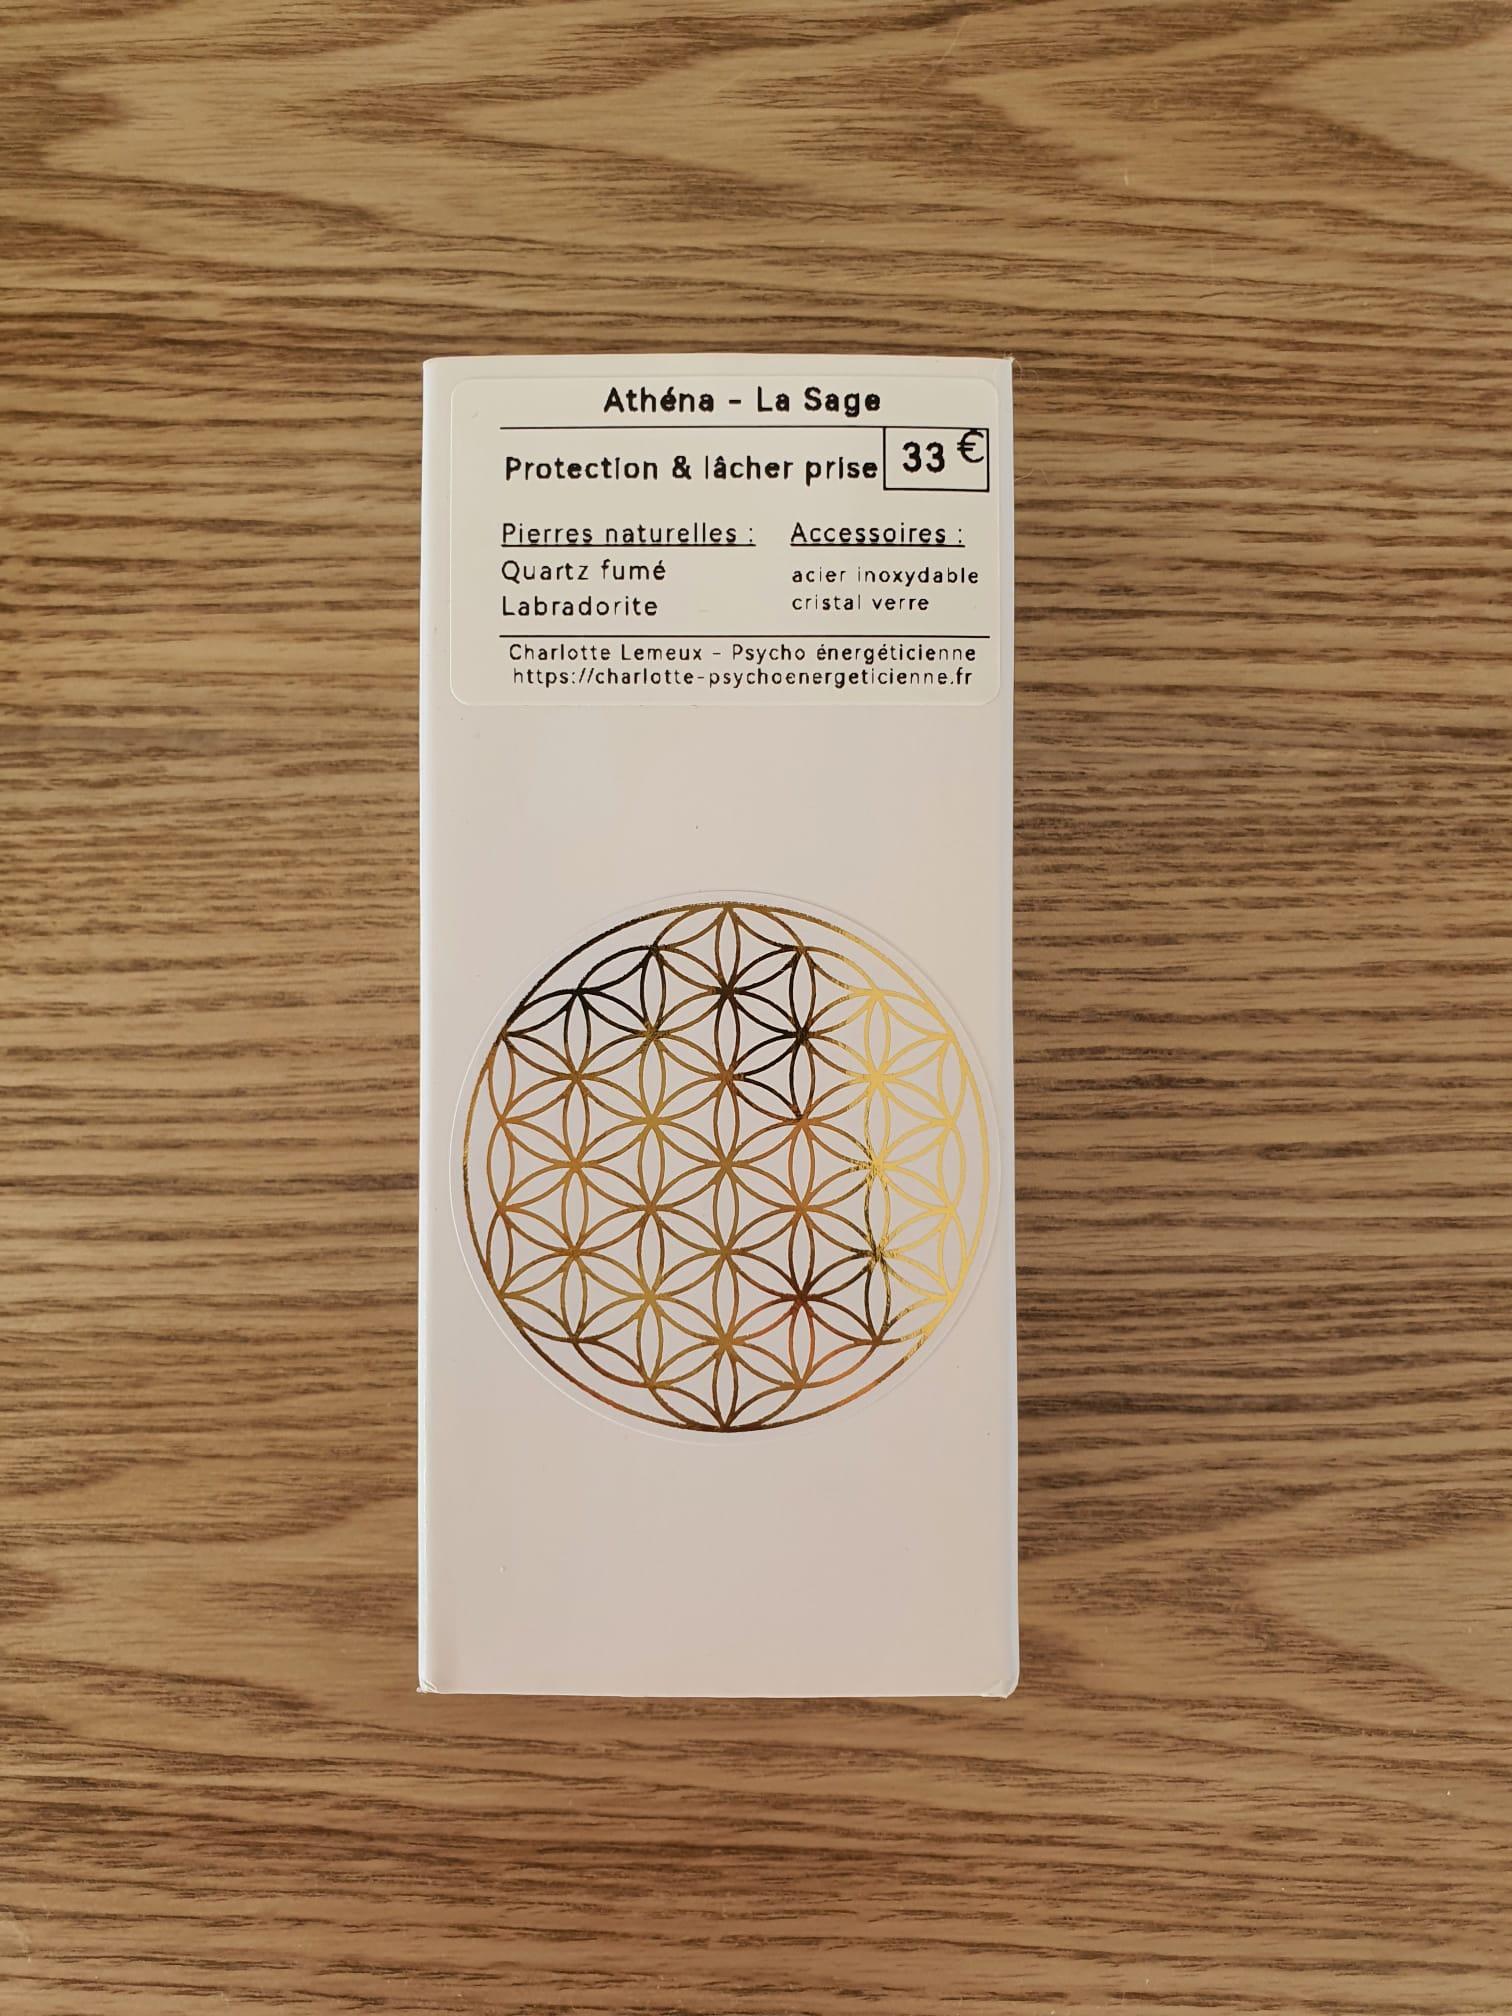 Athéna - La Sage
Protection & lâcher prise
33 €
Pierres naturelles :
Quartz fumé
Labradorite
Accessoires :
acier inoxydable
cristal verre
Charlotte Lemeux - Psycho énergéticienne
https://charlotte-psychoenergeticienne.fr